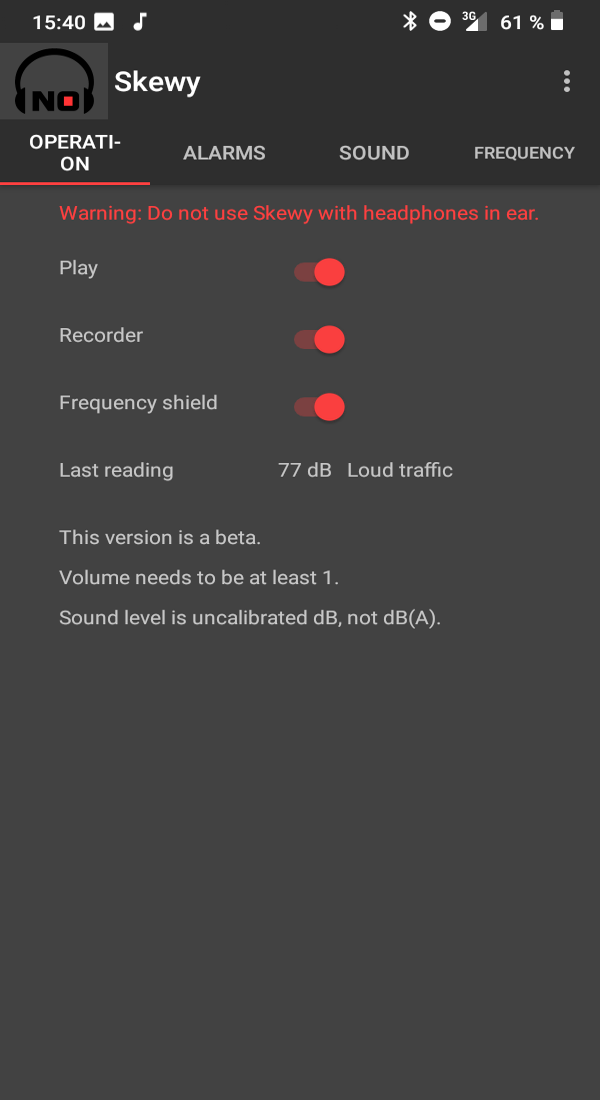 15:40
3G
61 %
NO
Skewy
OPERATI-
ON
ALARMS
SOUND
FREQUENCY
Warning: Do not use Skewy with headphones in ear.
Play
Recorder
Frequency shield
Last reading 77 dB Loud traffic
This version is a beta.
Volume needs to be at least 1.
Sound level is uncalibrated dB, not dB(A).